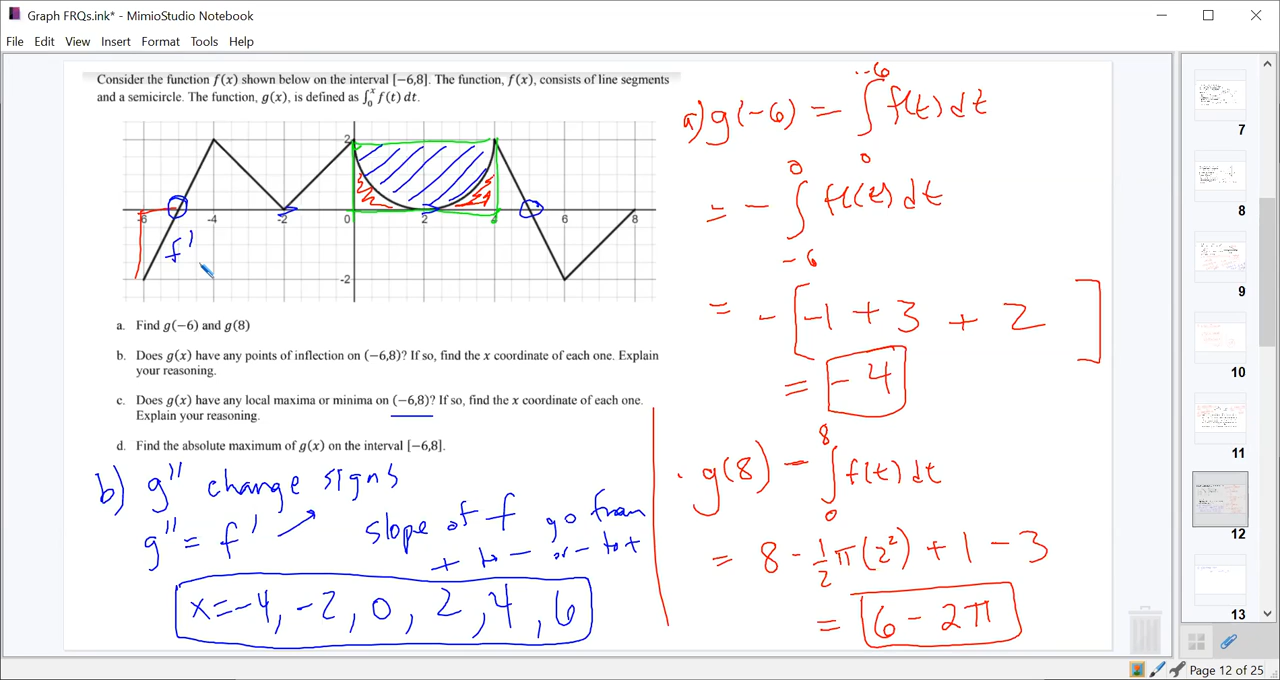 Graph FRQs.ink* - MimioStudio Notebook
File Edit View Insert Format Tools Help
Consider the function f(x) shown below on the interval [−6,8]. The function, f(x), consists of line segments
and a semicircle. The function, g(x), is defined as ∫₀ˣ f(t) dt.
2
-6 -4 -2 0 2 4 6 8
-2
f'
a. Find g(−6) and g(8)
b. Does g(x) have any points of inflection on (−6,8)? If so, find the x coordinate of each one. Explain
your reasoning.
c. Does g(x) have any local maxima or minima on (−6,8)? If so, find the x coordinate of each one.
Explain your reasoning.
d. Find the absolute maximum of g(x) on the interval [−6,8].
b) g'' change signs
g'' = f' → slope of f go from
+ to − or − to +
x=-4, -2, 0, 2, 4, 6
a) g(-6) = ∫₀⁻⁶ f(t) dt
= - ∫₋₆⁰ f(t) dt
= - [-1 + 3 + 2]
= -4
g(8) = ∫₀⁸ f(t) dt
= 8 - ½π(2²) + 1 - 3
= 6 - 2π
7
8
9
10
11
12
13
Page 12 of 25